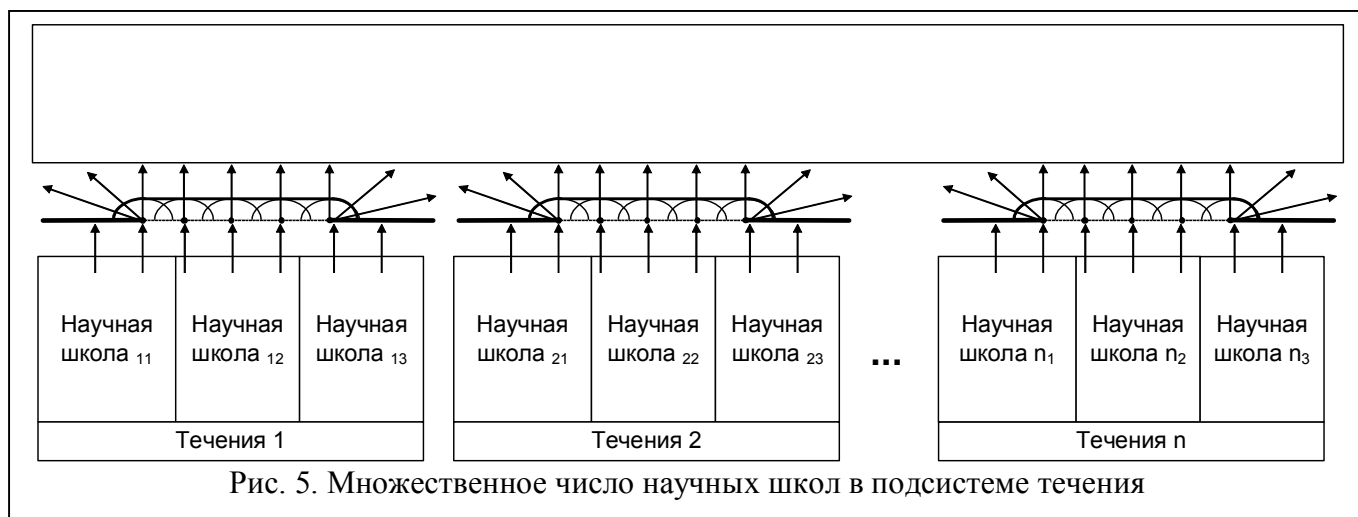 Научная
школа 11
Научная
школа 12
Научная
школа 13
Научная
школа 21
Научная
школа 22
Научная
школа 23
...
Научная
школа n1
Научная
школа n2
Научная
школа n3
Течения 1
Течения 2
Течения n
Рис. 5. Множественное число научных школ в подсистеме течения